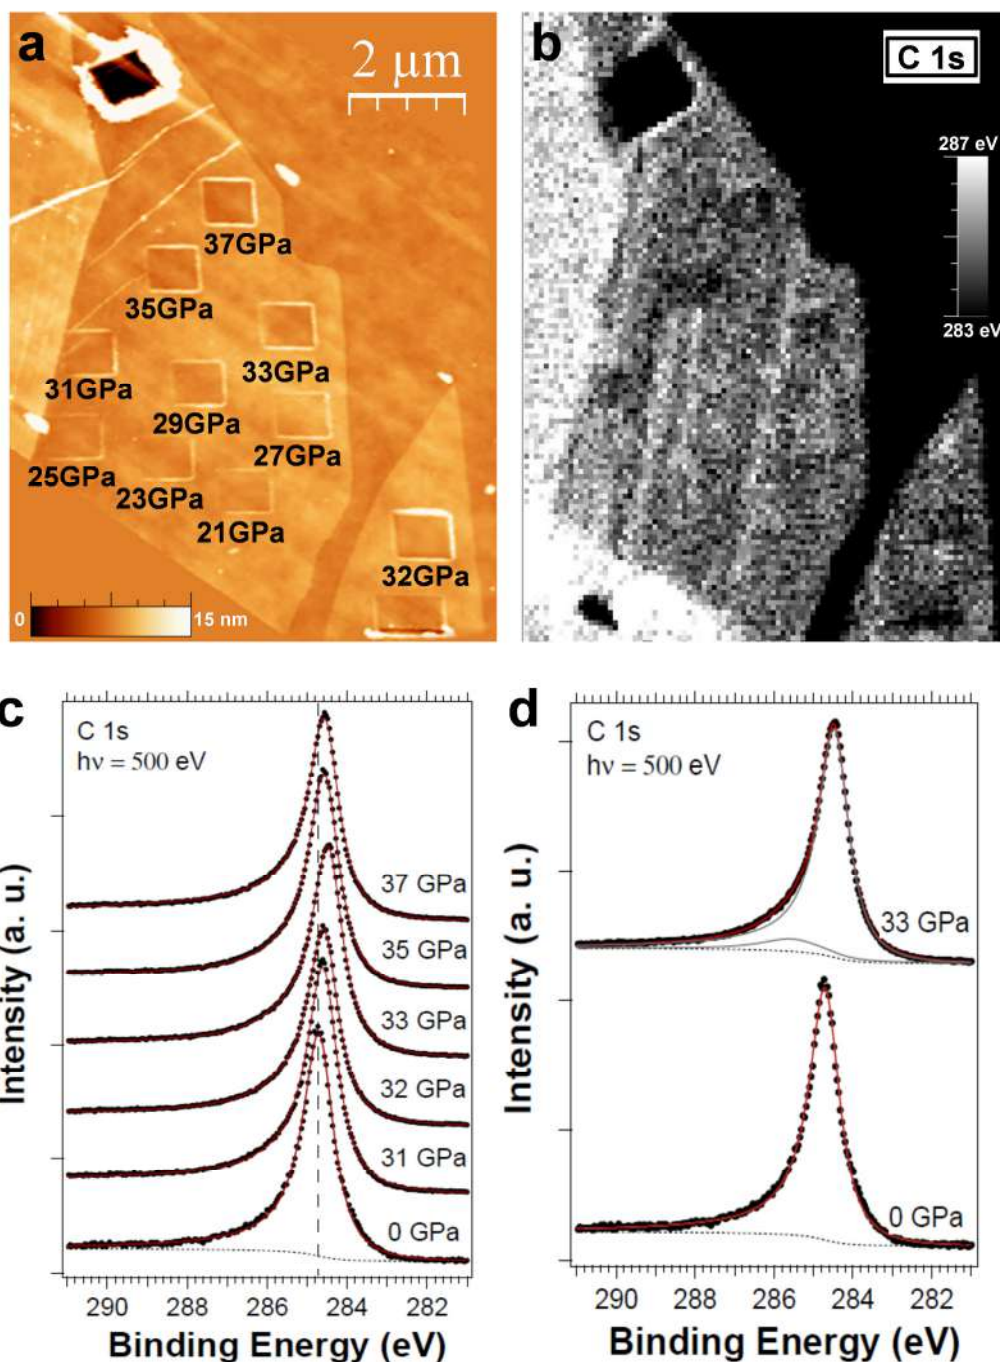 a
2 μm
37GPa
35GPa
33GPa
31GPa
29GPa
27GPa
25GPa
23GPa
21GPa
32GPa
0
15 nm
b
C 1s
287 eV
283 eV
c
C 1s
hν = 500 eV
37 GPa
35 GPa
33 GPa
32 GPa
31 GPa
0 GPa
290 288 286 284 282
Binding Energy (eV)
Intensity (a. u.)
d
C 1s
hν = 500 eV
33 GPa
0 GPa
290 288 286 284 282
Binding Energy (eV)
Intensity (a. u.)